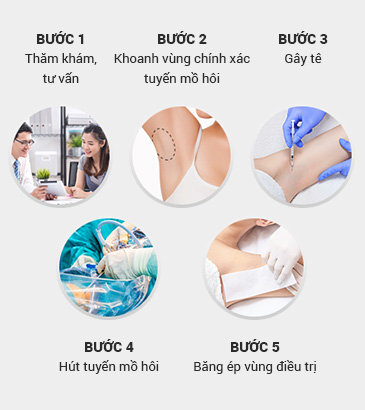 BƯỚC 1
Thăm khám,
tư vấn
BƯỚC 2
Khoanh vùng chính xác
tuyến mồ hôi
BƯỚC 3
Gây tê
BƯỚC 4
Hút tuyến mồ hôi
BƯỚC 5
Băng ép vùng điều trị